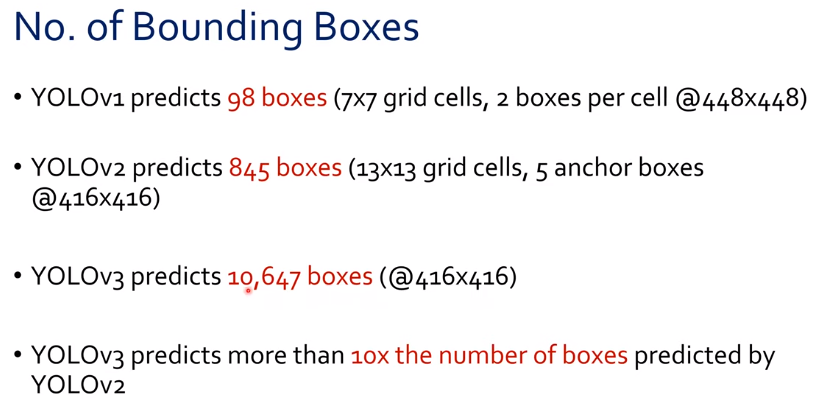 No. of Bounding Boxes
• YOLOv1 predicts 98 boxes (7x7 grid cells, 2 boxes per cell @448x448)
• YOLOv2 predicts 845 boxes (13x13 grid cells, 5 anchor boxes
@416x416)
• YOLOv3 predicts 10,647 boxes (@416x416)
• YOLOv3 predicts more than 10x the number of boxes predicted by
YOLOv2